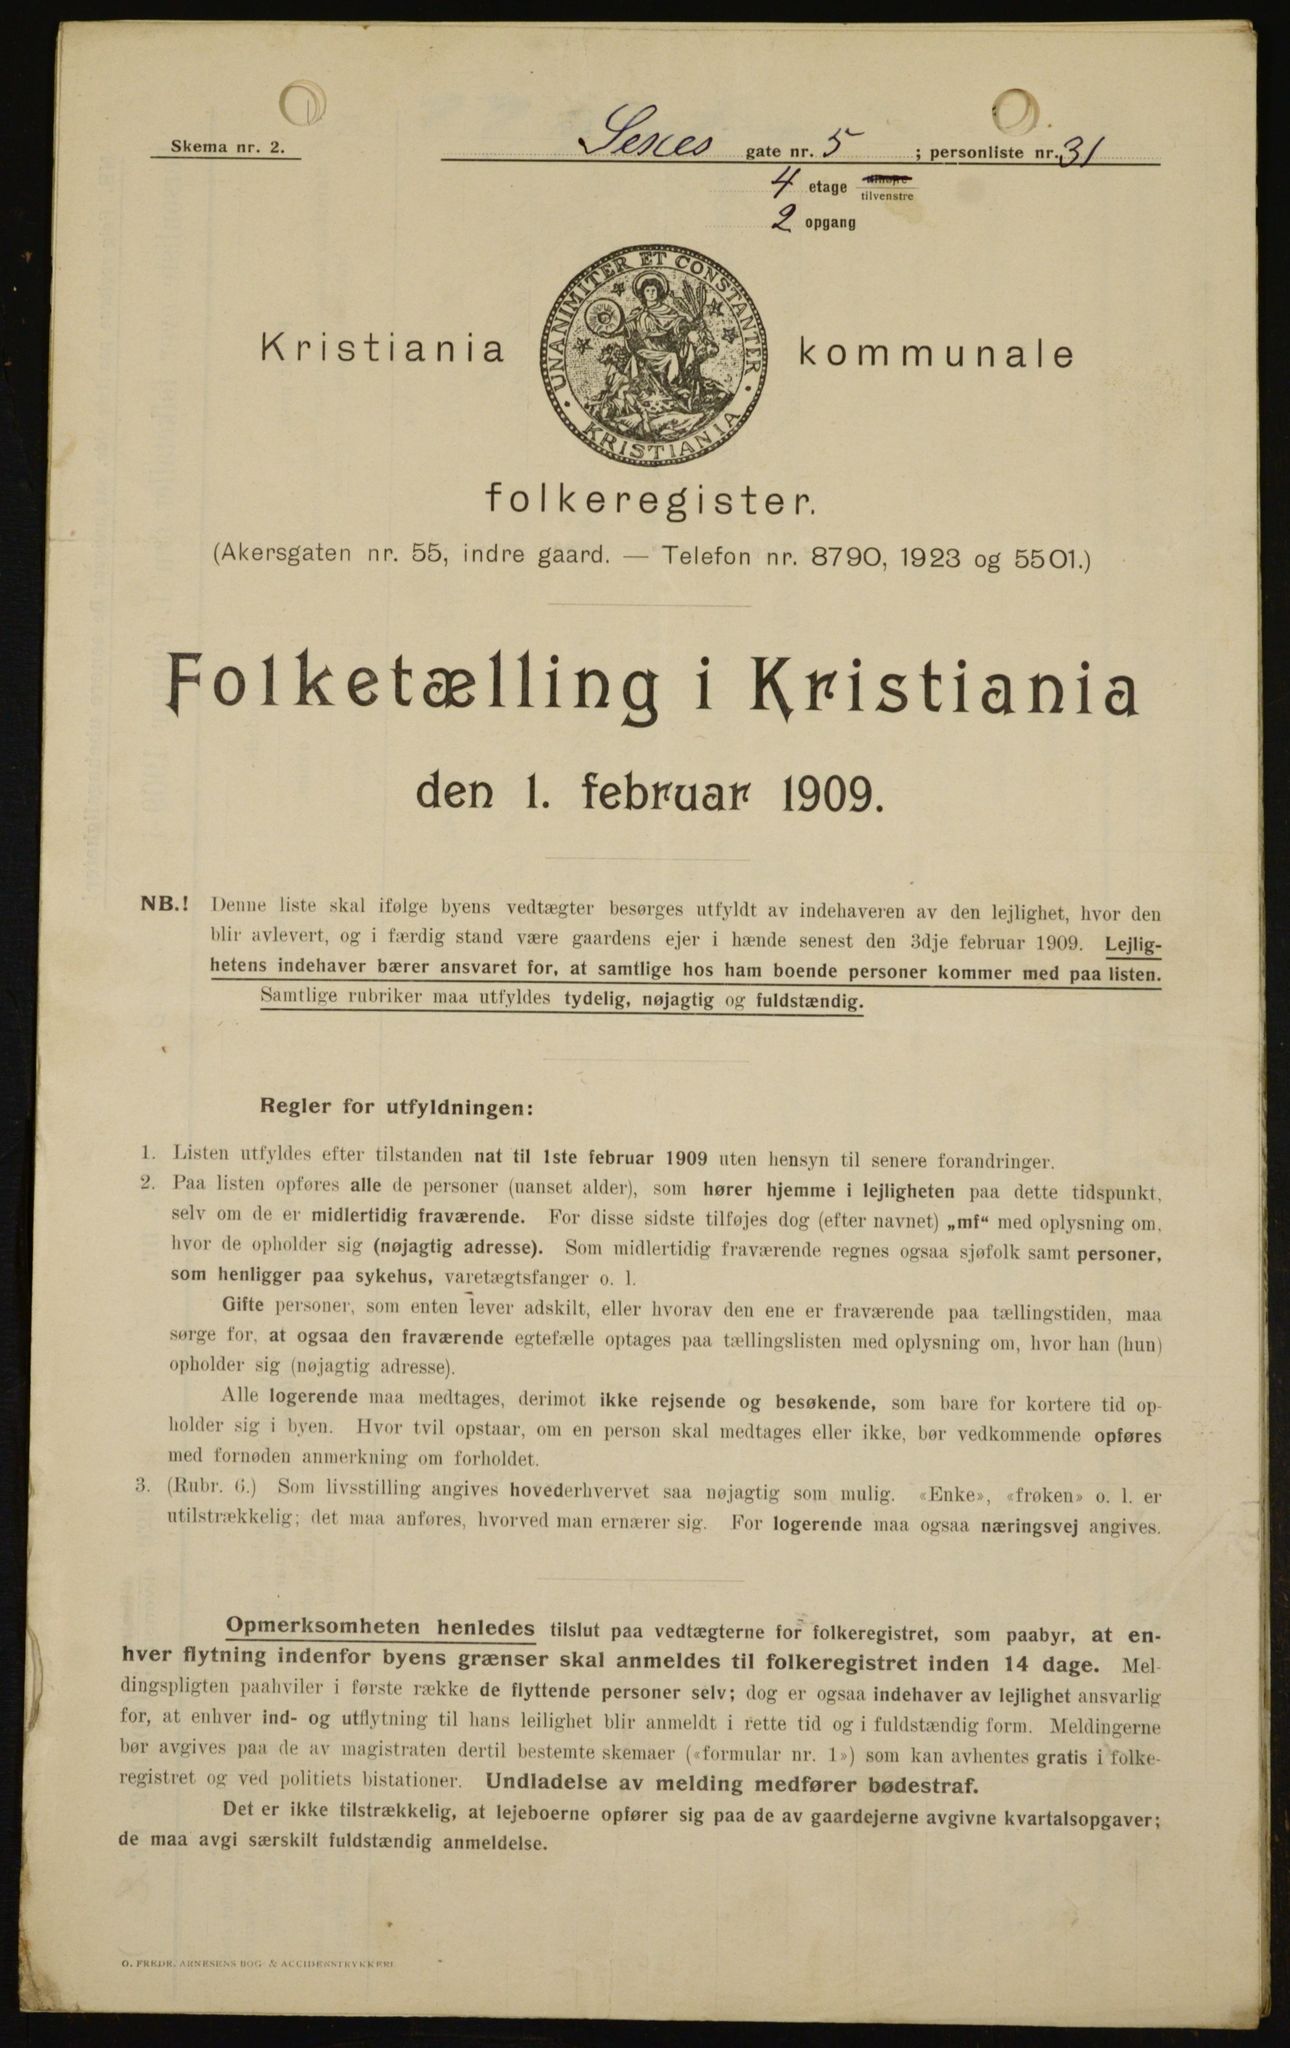 Skema nr. 2.
Sexes gate nr. 5 ; personliste nr. 31
4 etage tilvenstre
2 opgang
UNANIMITER ET CONSTANTER · KRISTIANIA ·
Kristiania kommunale
folkeregister.
(Akersgaten nr. 55, indre gaard. — Telefon nr. 8790, 1923 og 5501.)
Folketælling i Kristiania
den 1. februar 1909.
NB.! Denne liste skal ifølge byens vedtægter besørges utfyldt av indehaveren av den lejlighet, hvor den
blir avlevert, og i færdig stand være gaardens ejer i hænde senest den 3dje februar 1909. Lejlig-
hetens indehaver bærer ansvaret for, at samtlige hos ham boende personer kommer med paa listen.
Samtlige rubriker maa utfyldes tydelig, nøjagtig og fuldstændig.
Regler for utfyldningen:
1. Listen utfyldes efter tilstanden nat til 1ste februar 1909 uten hensyn til senere forandringer.
2. Paa listen opføres alle de personer (uanset alder), som hører hjemme i lejligheten paa dette tidspunkt,
selv om de er midlertidig fraværende. For disse sidste tilføjes dog (efter navnet) „mf“ med oplysning om,
hvor de opholder sig (nøjagtig adresse). Som midlertidig fraværende regnes ogsaa sjøfolk samt personer,
som henligger paa sykehus, varetægtsfanger o. l.
Gifte personer, som enten lever adskilt, eller hvorav den ene er fraværende paa tællingstiden, maa
sørge for, at ogsaa den fraværende egtefælle optages paa tællingslisten med oplysning om, hvor han (hun)
opholder sig (nøjagtig adresse).
Alle logerende maa medtages, derimot ikke rejsende og besøkende, som bare for kortere tid op-
holder sig i byen. Hvor tvil opstaar, om en person skal medtages eller ikke, bør vedkommende opføres
med fornøden anmerkning om forholdet.
3. (Rubr. 6.) Som livsstilling angives hovederhvervet saa nøjagtig som mulig. «Enke», «frøken» o. l. er
utilstrækkelig; det maa anføres, hvorved man ernærer sig. For logerende maa ogsaa næringsvej angives.
Opmerksomheten henledes tilslut paa vedtægterne for folkeregistret, som paabyr, at en-
hver flytning indenfor byens grænser skal anmeldes til folkeregistret inden 14 dage. Mel-
dingspligten paahviler i første række de flyttende personer selv; dog er ogsaa indehaver av lejlighet ansvarlig
for, at enhver ind- og utflytning til hans leilighet blir anmeldt i rette tid og i fuldstændig form. Meldingerne
bør avgives paa de av magistraten dertil bestemte skemaer («formular nr. 1») som kan avhentes gratis i folke-
registret og ved politiets bistationer. Undladelse av melding medfører bødestraf.
Det er ikke tilstrækkelig, at lejeboerne opfører sig paa de av gaardejerne avgivne kvartalsopgaver;
de maa avgi særskilt fuldstændig anmeldelse.
O. FREDR. ARNESENS BOG- & ACCIDENSTRYKKERI